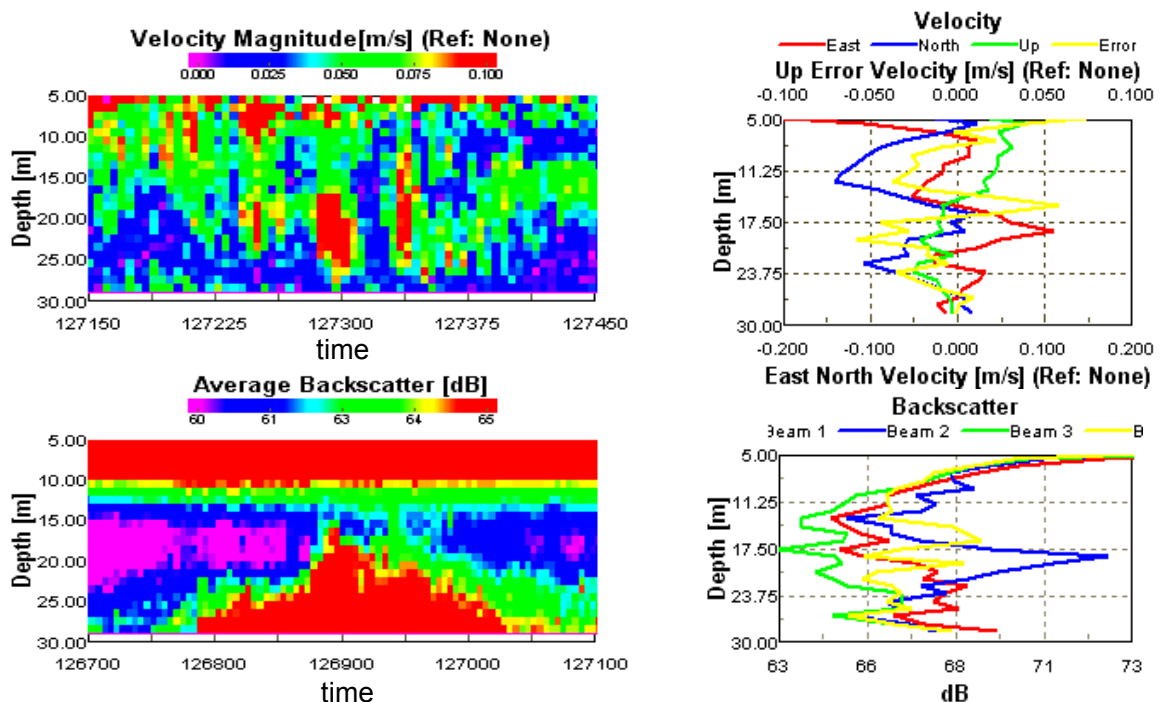 Velocity Magnitude[m/s] (Ref: None)
0.000 0.025 0.050 0.075 0.100
Depth [m]
5.00
10.00
15.00
20.00
25.00
30.00
127150 127225 127300 127375 127450
time
Average Backscatter [dB]
60 61 63 64 65
Depth [m]
5.00
10.00
15.00
20.00
25.00
30.00
126700 126800 126900 127000 127100
time
Velocity
East North Up Error
Up Error Velocity [m/s] (Ref: None)
-0.100 -0.050 0.000 0.050 0.100
Depth [m]
5.00
11.25
17.50
23.75
30.00
-0.200 -0.100 0.000 0.100 0.200
East North Velocity [m/s] (Ref: None)
Backscatter
Beam 1 Beam 2 Beam 3 B
Depth [m]
5.00
11.25
17.50
23.75
30.00
63 66 68 71 73
dB